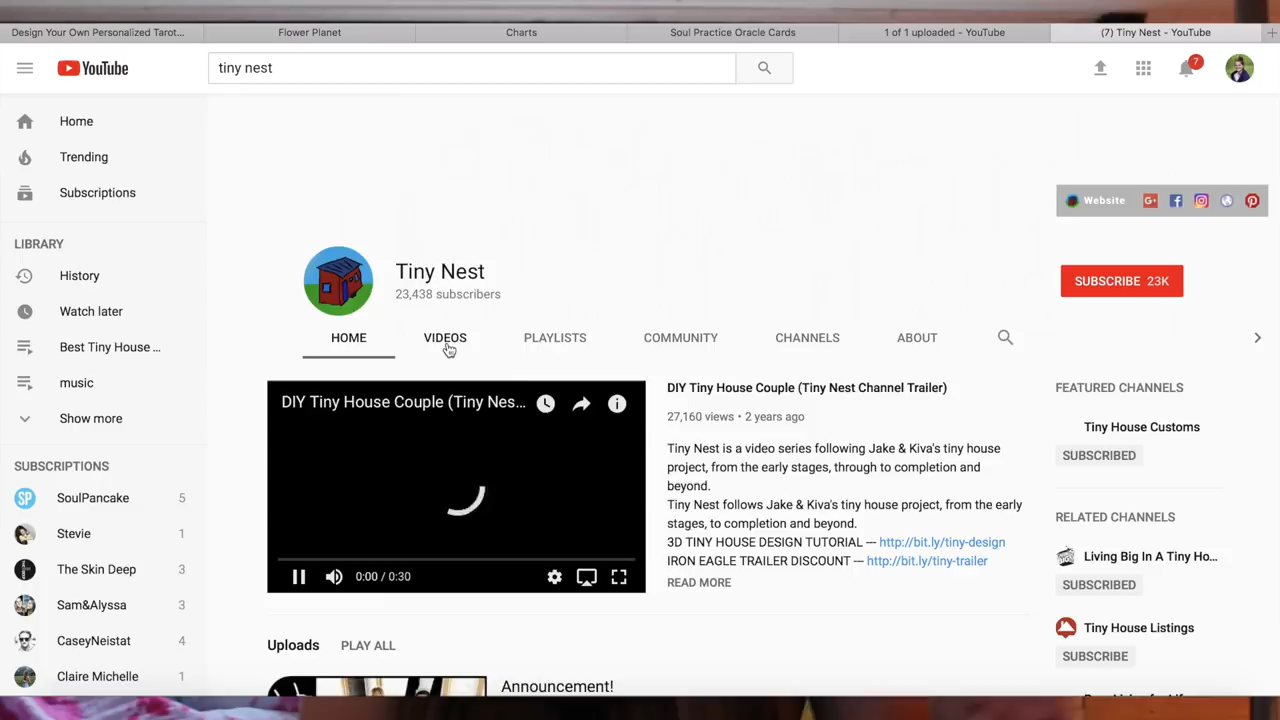 Design Your Own Personalized Tarot...
Flower Planet
Charts
Soul Practice Oracle Cards
1 of 1 uploaded - YouTube
(7) Tiny Nest - YouTube
YouTube
tiny nest
7
Home
Trending
Subscriptions
LIBRARY
History
Watch later
Best Tiny House ...
music
Show more
SUBSCRIPTIONS
SP SoulPancake 5
Stevie 1
The Skin Deep 3
Sam&Alyssa 3
CaseyNeistat 4
Claire Michelle 1
Website
Tiny Nest
23,438 subscribers
SUBSCRIBE 23K
HOME VIDEOS PLAYLISTS COMMUNITY CHANNELS ABOUT
DIY Tiny House Couple (Tiny Nes...
0:00 / 0:30
DIY Tiny House Couple (Tiny Nest Channel Trailer)
27,160 views • 2 years ago
Tiny Nest is a video series following Jake & Kiva's tiny house
project, from the early stages, through to completion and
beyond.
Tiny Nest follows Jake & Kiva's tiny house project, from the early
stages, to completion and beyond.
3D TINY HOUSE DESIGN TUTORIAL --- http://bit.ly/tiny-design
IRON EAGLE TRAILER DISCOUNT --- http://bit.ly/tiny-trailer
READ MORE
Uploads PLAY ALL
Announcement!
FEATURED CHANNELS
Tiny House Customs
SUBSCRIBED
RELATED CHANNELS
Living Big In A Tiny Ho...
SUBSCRIBED
Tiny House Listings
SUBSCRIBE